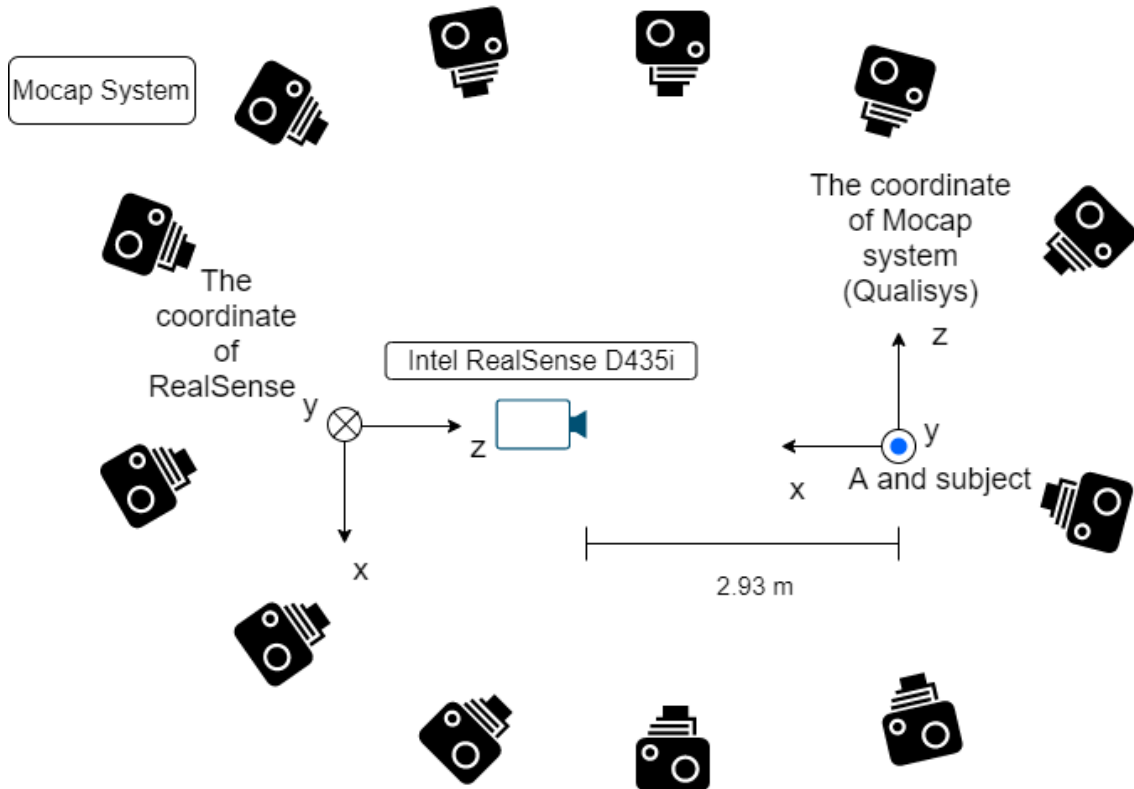 Mocap System
The coordinate
of Mocap
system
(Qualisys)
The
coordinate
of
RealSense
Intel RealSense D435i
z
y
z
y
x
A and subject
x
2.93 m